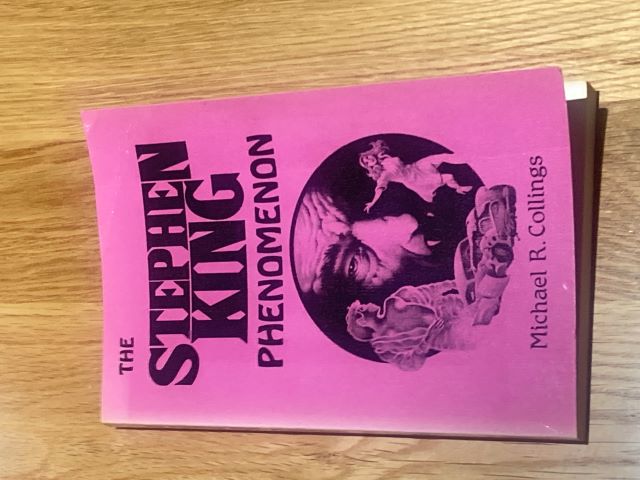 THE
STEPHEN
KING
PHENOMENON
Michael R. Collings